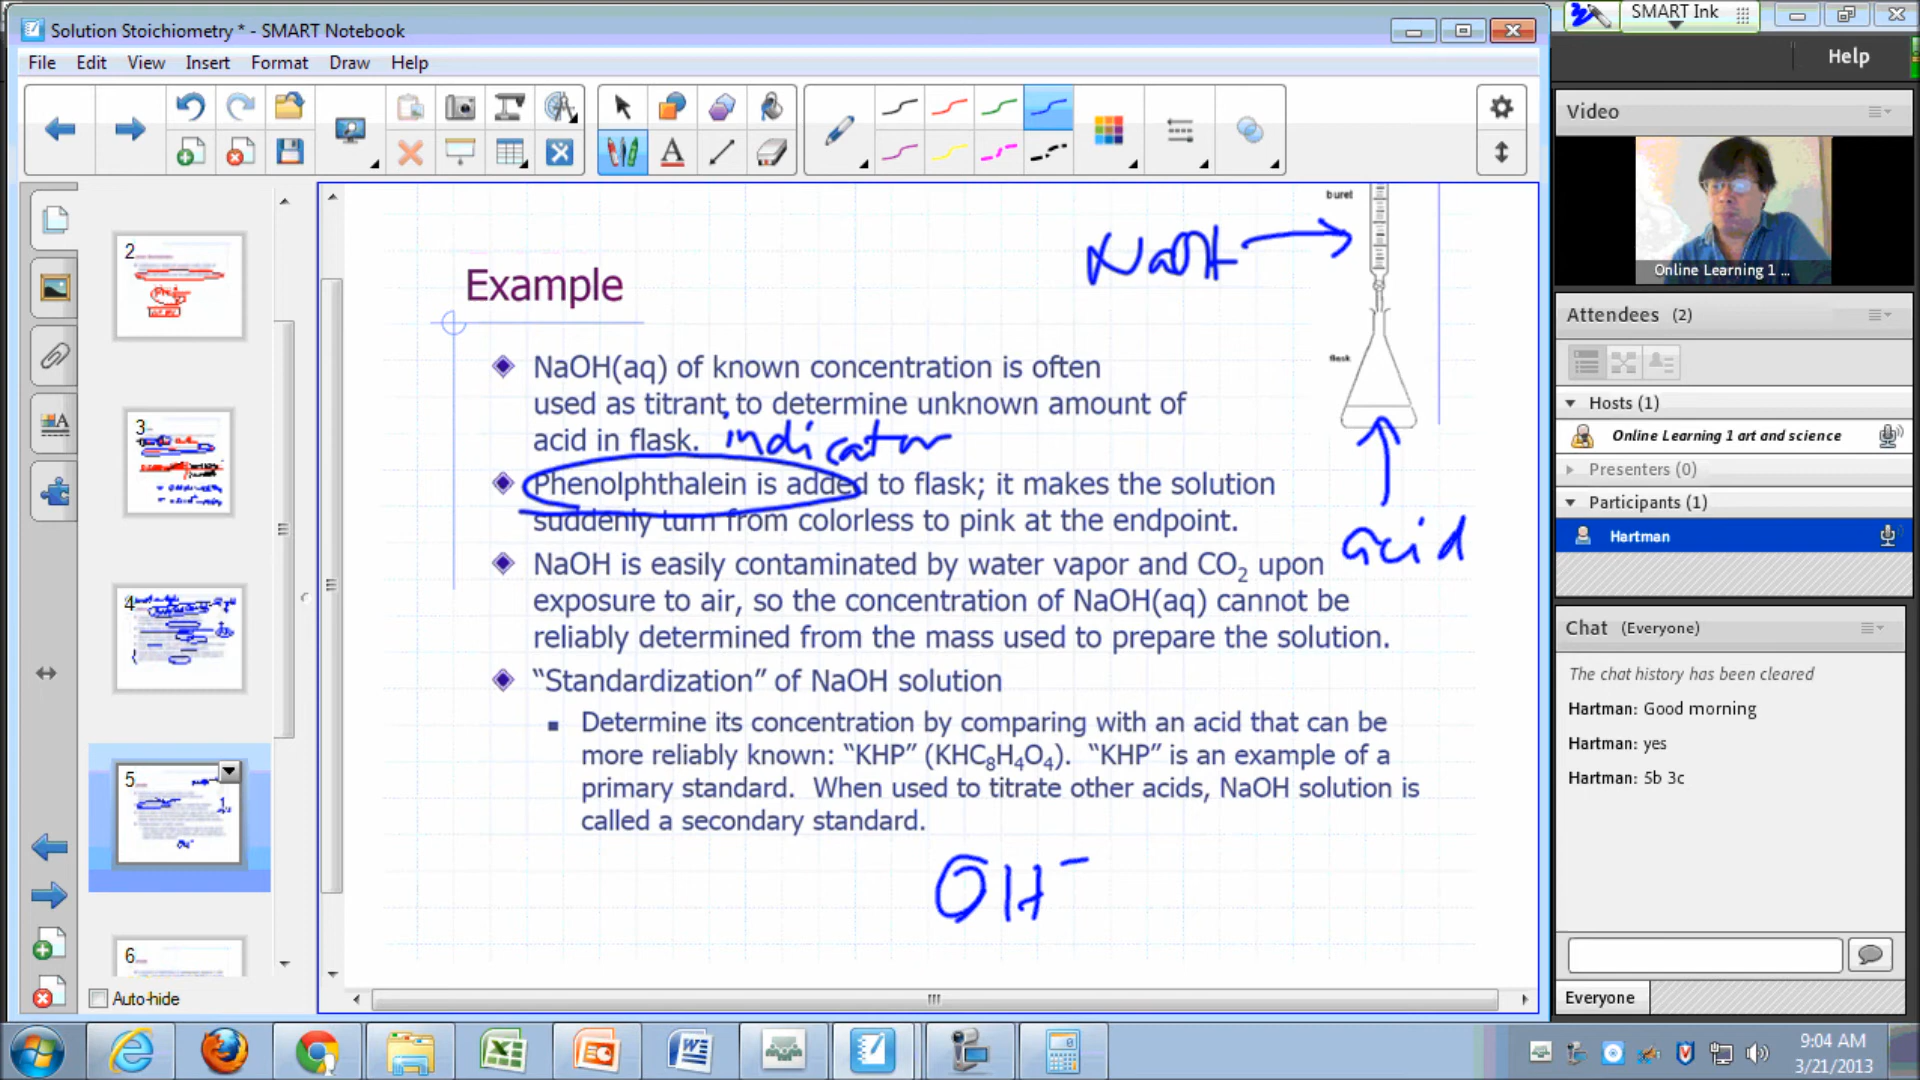 Solution Stoichiometry * - SMART Notebook
SMART Ink
File Edit View Insert Format Draw Help
Help
Video
Online Learning 1 ...
Attendees (2)
Hosts (1)
Online Learning 1 art and science
Presenters (0)
Participants (1)
Hartman
Chat (Everyone)
The chat history has been cleared
Hartman: Good morning
Hartman: yes
Hartman: 5b 3c
Everyone
2
3
4
5
6
Auto-hide
buret
NaOH
flask
acid
Example
NaOH(aq) of known concentration is often
used as titrant to determine unknown amount of
acid in flask. indicator
Phenolphthalein is added to flask; it makes the solution
suddenly turn from colorless to pink at the endpoint.
NaOH is easily contaminated by water vapor and CO₂ upon
exposure to air, so the concentration of NaOH(aq) cannot be
reliably determined from the mass used to prepare the solution.
“Standardization” of NaOH solution
Determine its concentration by comparing with an acid that can be
more reliably known: “KHP” (KHC₈H₄O₄). “KHP” is an example of a
primary standard. When used to titrate other acids, NaOH solution is
called a secondary standard.
OH⁻
9:04 AM
3/21/2013